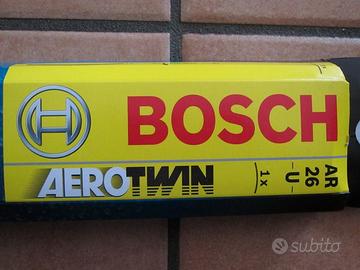 BOSCH
AEROTWIN
AR
26
U
1x
subito